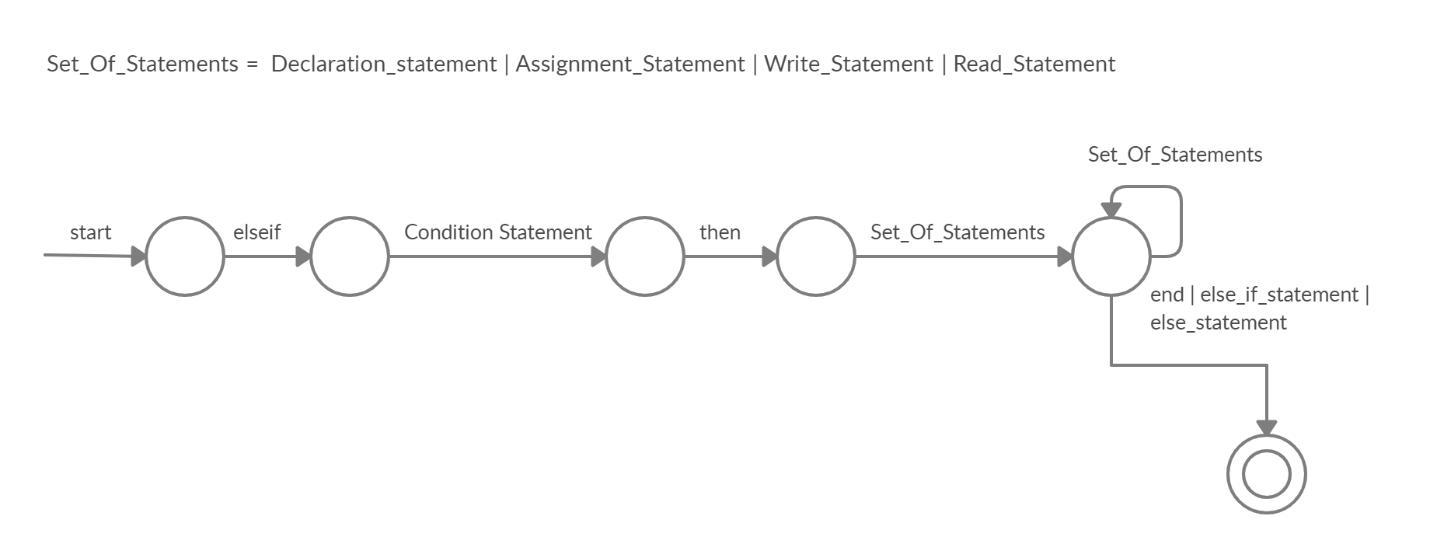 Set_Of_Statements = Declaration_statement | Assignment_Statement | Write_Statement | Read_Statement
Set_Of_Statements
start
elseif
Condition Statement
then
Set_Of_Statements
end | else_if_statement |
else_statement